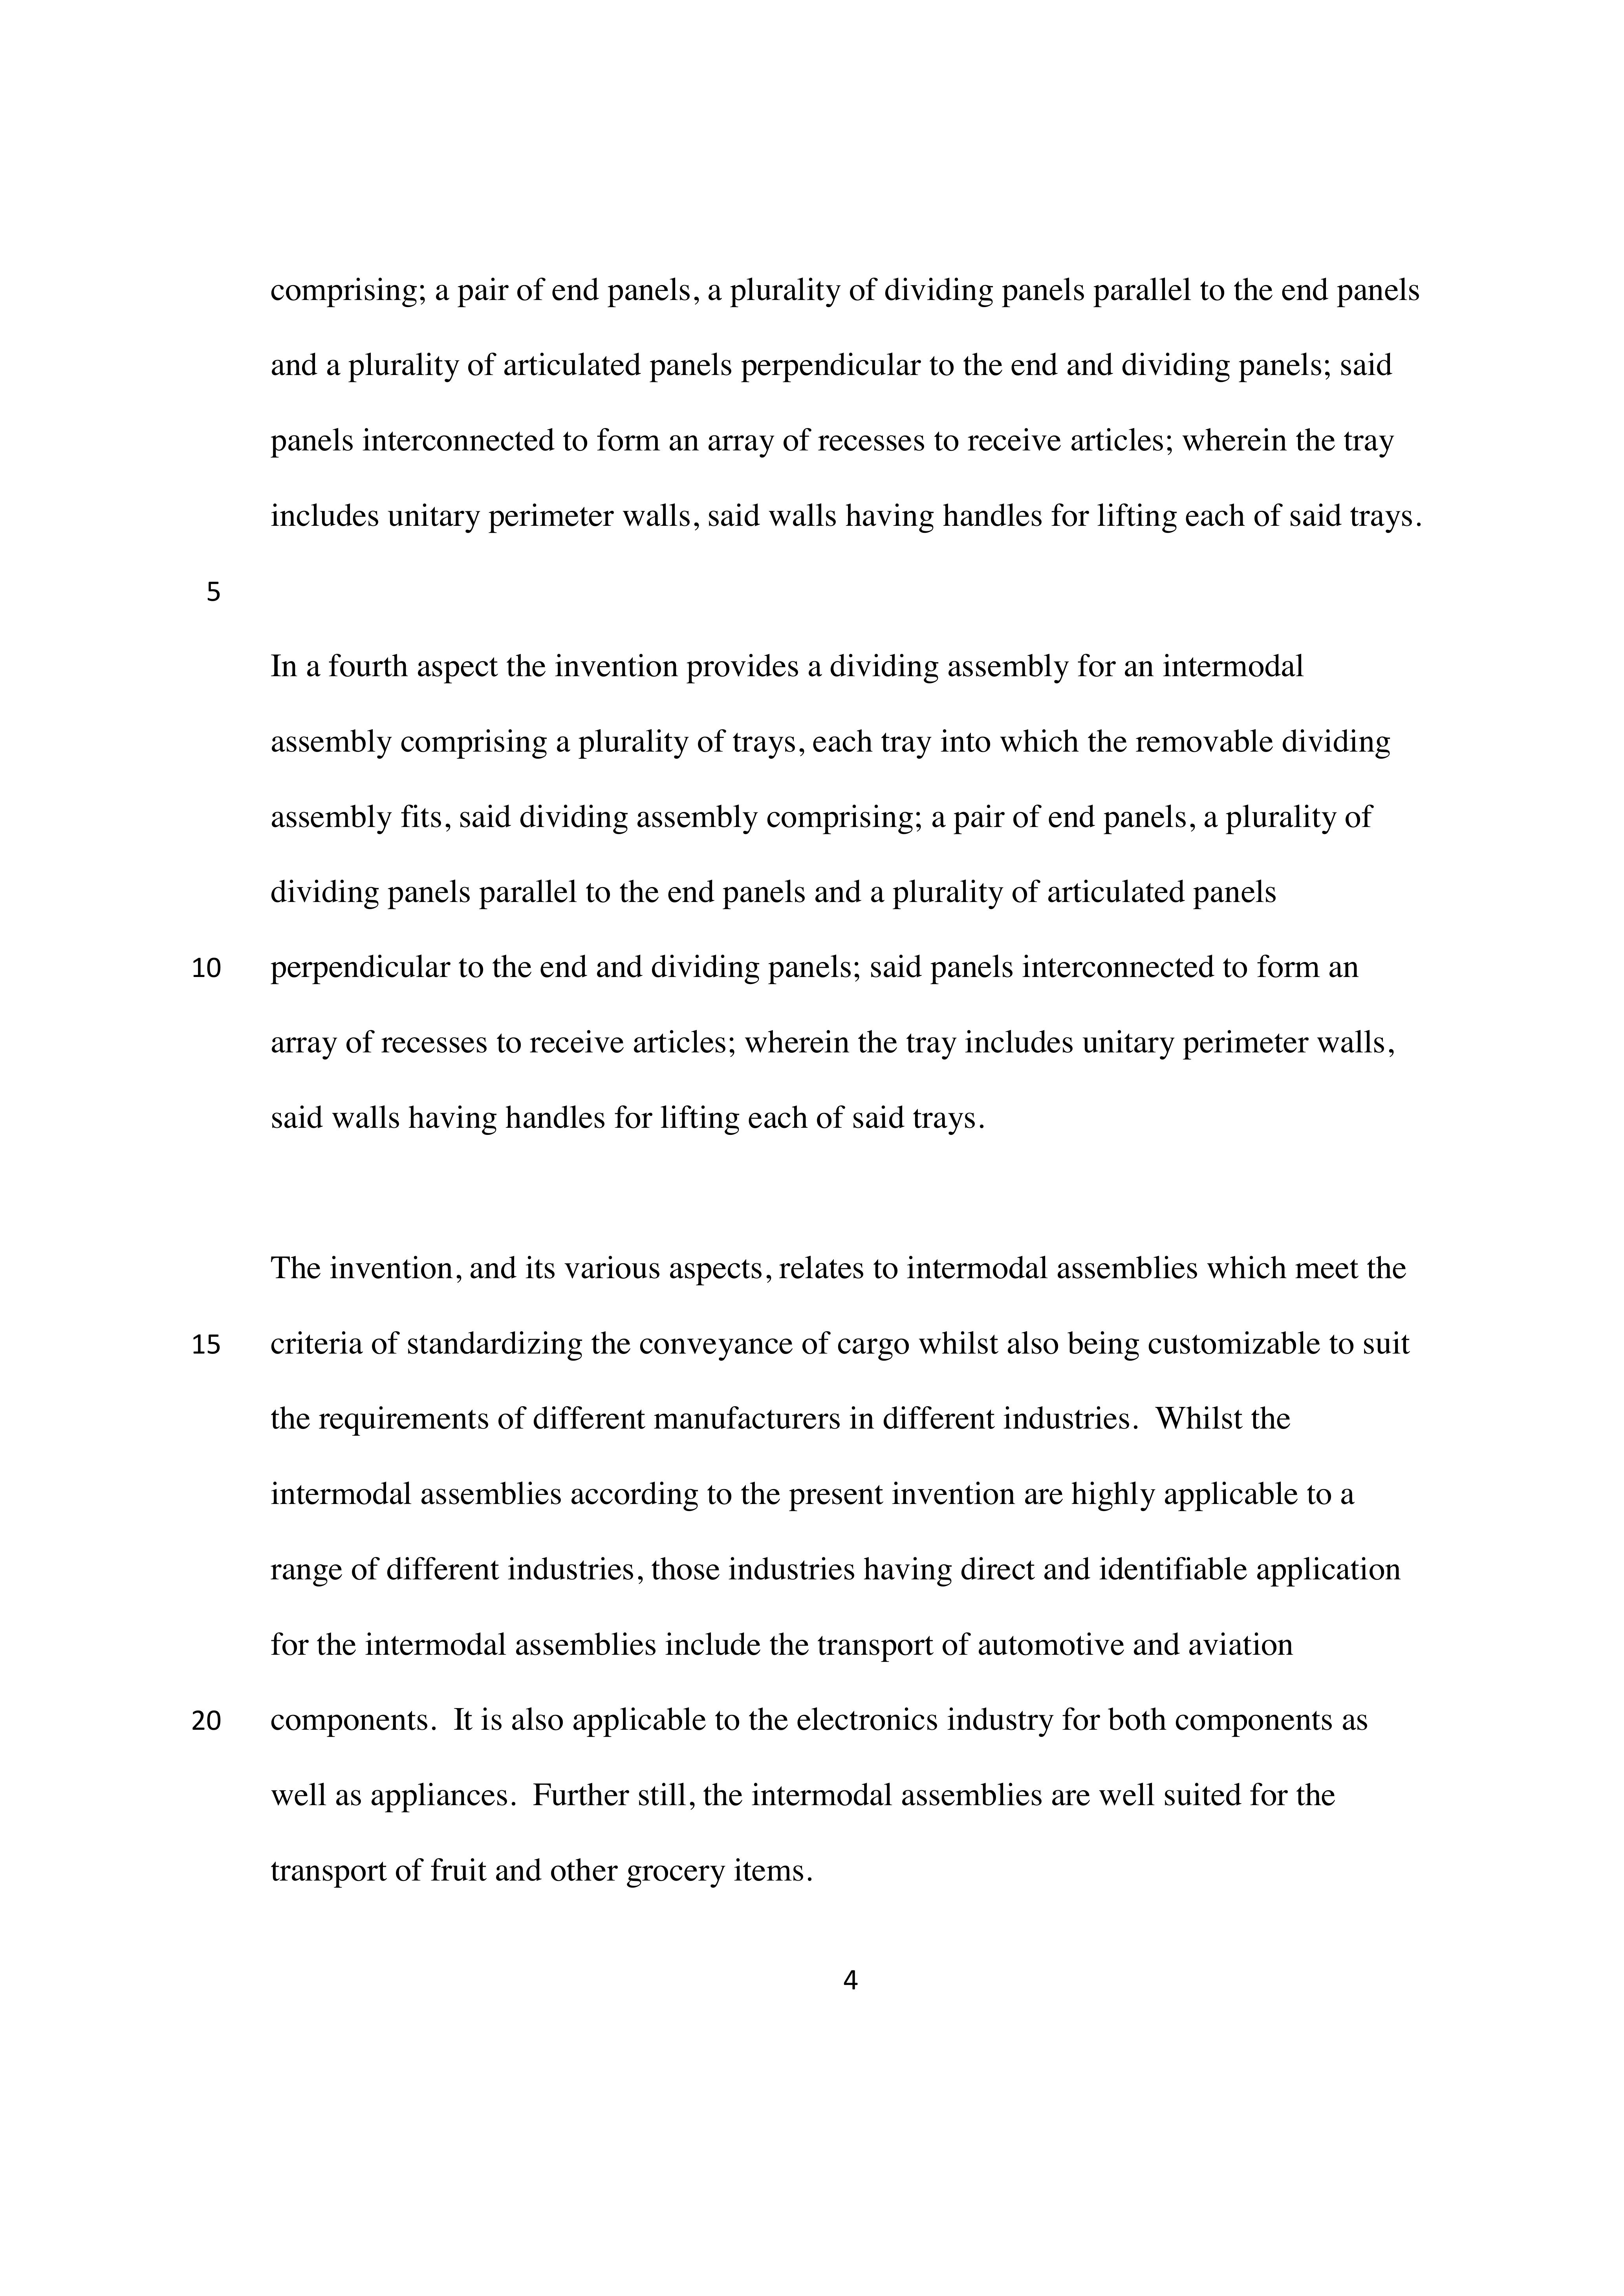 comprising; a pair of end panels, a plurality of dividing panels parallel to the end panels
and a plurality of articulated panels perpendicular to the end and dividing panels; said
panels interconnected to form an array of recesses to receive articles; wherein the tray
includes unitary perimeter walls, said walls having handles for lifting each of said trays.
5
In a fourth aspect the invention provides a dividing assembly for an intermodal
assembly comprising a plurality of trays, each tray into which the removable dividing
assembly fits, said dividing assembly comprising; a pair of end panels, a plurality of
dividing panels parallel to the end panels and a plurality of articulated panels
10 perpendicular to the end and dividing panels; said panels interconnected to form an
array of recesses to receive articles; wherein the tray includes unitary perimeter walls,
said walls having handles for lifting each of said trays.
The invention, and its various aspects, relates to intermodal assemblies which meet the
15 criteria of standardizing the conveyance of cargo whilst also being customizable to suit
the requirements of different manufacturers in different industries.  Whilst the
intermodal assemblies according to the present invention are highly applicable to a
range of different industries, those industries having direct and identifiable application
for the intermodal assemblies include the transport of automotive and aviation
20 components.  It is also applicable to the electronics industry for both components as
well as appliances.  Further still, the intermodal assemblies are well suited for the
transport of fruit and other grocery items.
4